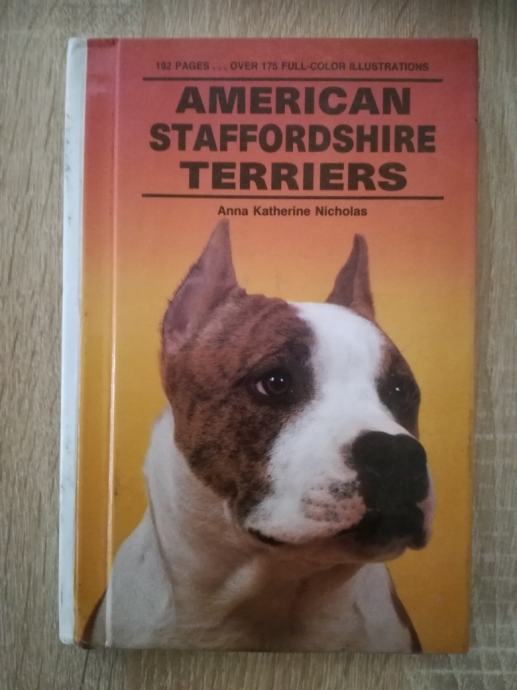 192 PAGES . . . OVER 175 FULL-COLOR ILLUSTRATIONS
AMERICAN
STAFFORDSHIRE
TERRIERS
Anna Katherine Nicholas